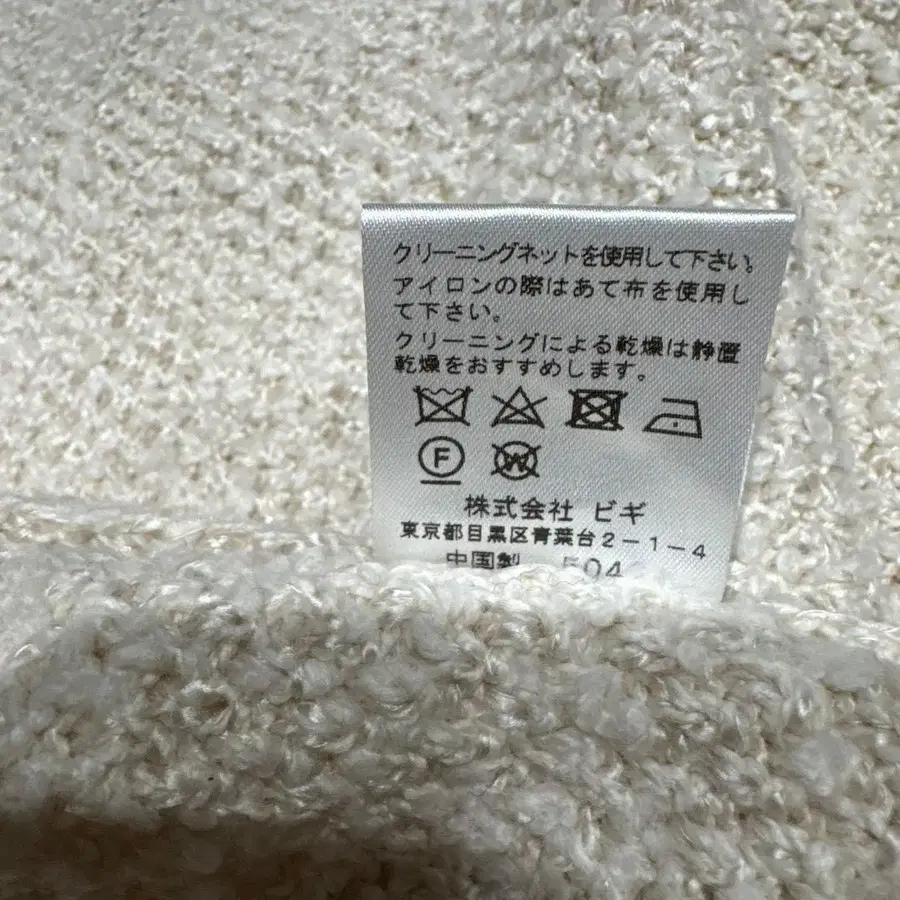 クリーニングネットを使用して下さい。
アイロンの際はあて布を使用し
て下さい。
クリーニングによる乾燥は静置
乾燥をおすすめします。
F W
株式会社 ビギ
東京都目黒区青葉台2-1-4
中国製 504